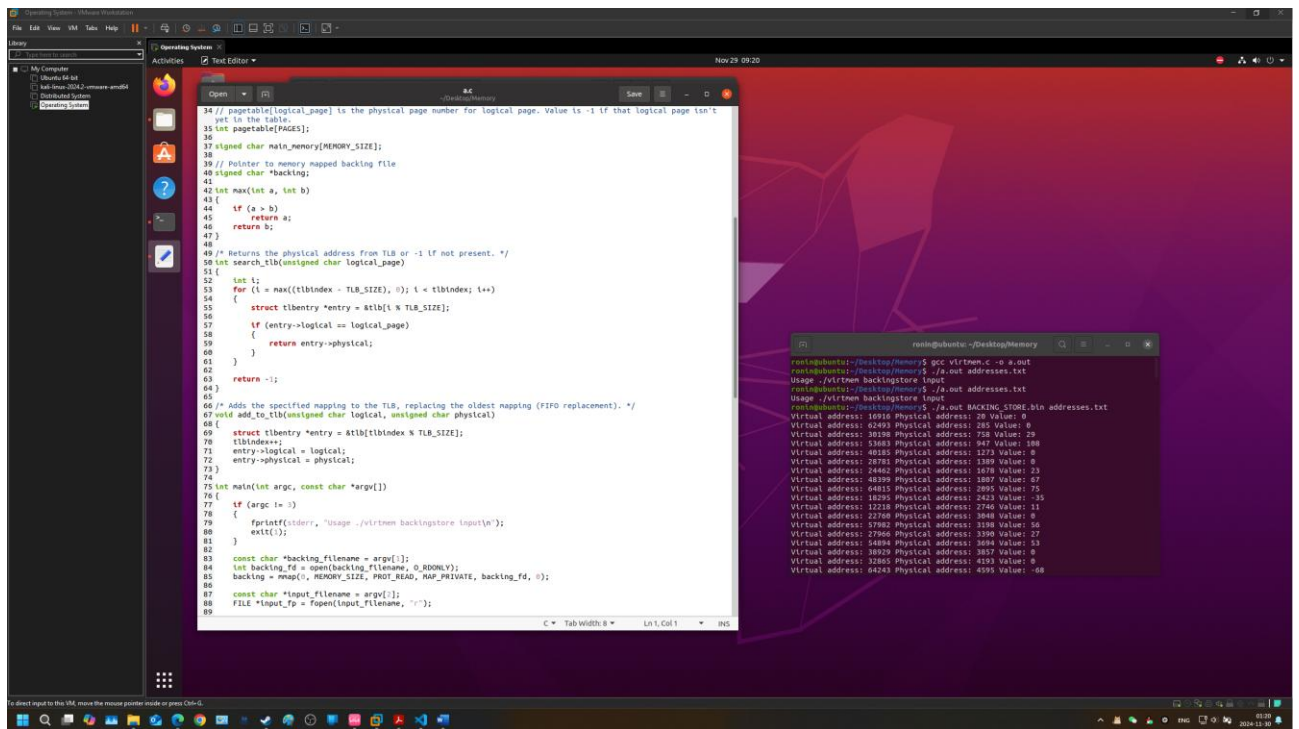 Operating System - VMware Workstation
File Edit View VM Tabs Help
Library
Type here to search
My Computer
Ubuntu 64-bit
kali-linux-2024.2-vmware-amd64
Distributed System
Operating System
Operating System
Activities
Text Editor
Nov 29 09:20
Open
a.c
~/Desktop/Memory
Save
34 // pagetable[logical_page] is the physical page number for logical page. Value is -1 if that logical page isn't
yet in the table.
35 int pagetable[PAGES];
36
37 signed char main_memory[MEMORY_SIZE];
38
39 // Pointer to memory mapped backing file
40 signed char *backing;
41
42 int max(int a, int b)
43 {
44 if (a > b)
45 return a;
46 return b;
47 }
48
49 /* Returns the physical address from TLB or -1 if not present. */
50 int search_tlb(unsigned char logical_page)
51 {
52 int i;
53 for (i = max((tlbindex - TLB_SIZE), 0); i < tlbindex; i++)
54 {
55 struct tlbentry *entry = &tlb[i % TLB_SIZE];
56
57 if (entry->logical == logical_page)
58 {
59 return entry->physical;
60 }
61 }
62
63 return -1;
64 }
65
66 /* Adds the specified mapping to the TLB, replacing the oldest mapping (FIFO replacement). */
67 void add_to_tlb(unsigned char logical, unsigned char physical)
68 {
69 struct tlbentry *entry = &tlb[tlbindex % TLB_SIZE];
70 tlbindex++;
71 entry->logical = logical;
72 entry->physical = physical;
73 }
74
75 int main(int argc, const char *argv[])
76 {
77 if (argc != 3)
78 {
79 fprintf(stderr, "Usage ./virtmem backingstore input\n");
80 exit(1);
81 }
82
83 const char *backing_filename = argv[1];
84 int backing_fd = open(backing_filename, O_RDONLY);
85 backing = mmap(0, MEMORY_SIZE, PROT_READ, MAP_PRIVATE, backing_fd, 0);
86
87 const char *input_filename = argv[2];
88 FILE *input_fp = fopen(input_filename, "r");
89
C Tab Width: 8 Ln 1, Col 1 INS
ronin@ubuntu: ~/Desktop/Memory
ronin@ubuntu:~/Desktop/Memory$ gcc virtmem.c -o a.out
ronin@ubuntu:~/Desktop/Memory$ ./a.out addresses.txt
Usage ./virtmem backingstore input
ronin@ubuntu:~/Desktop/Memory$ ./a.out addresses.txt
Usage ./virtmem backingstore input
ronin@ubuntu:~/Desktop/Memory$ ./a.out BACKING_STORE.bin addresses.txt
Virtual address: 16916 Physical address: 20 Value: 0
Virtual address: 62493 Physical address: 285 Value: 0
Virtual address: 30198 Physical address: 758 Value: 29
Virtual address: 53683 Physical address: 947 Value: 108
Virtual address: 40185 Physical address: 1273 Value: 0
Virtual address: 28781 Physical address: 1389 Value: 0
Virtual address: 24462 Physical address: 1678 Value: 23
Virtual address: 48399 Physical address: 1807 Value: 67
Virtual address: 64815 Physical address: 2095 Value: 75
Virtual address: 18295 Physical address: 2423 Value: -35
Virtual address: 12218 Physical address: 2746 Value: 11
Virtual address: 22760 Physical address: 3048 Value: 0
Virtual address: 57982 Physical address: 3198 Value: 56
Virtual address: 27966 Physical address: 3390 Value: 27
Virtual address: 54894 Physical address: 3694 Value: 53
Virtual address: 38929 Physical address: 3857 Value: 0
Virtual address: 32865 Physical address: 4193 Value: 0
Virtual address: 64243 Physical address: 4595 Value: -68
To direct input to this VM, move the mouse pointer inside or press Ctrl+G.
ENG
01:20
2024-11-30